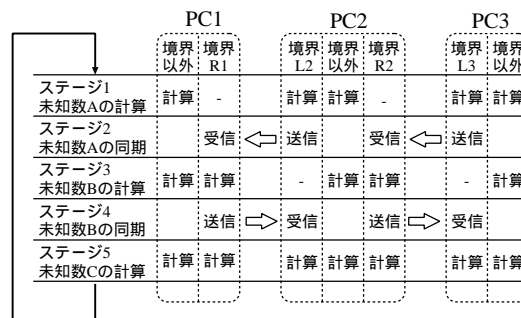 PC1 PC2 PC3
境界以外 境界R1 境界L2 境界以外 境界R2 境界L3 境界以外
ステージ1
未知数Aの計算 計算 - 計算 計算 - 計算 計算
ステージ2
未知数Aの同期 受信 送信 受信 送信
ステージ3
未知数Bの計算 計算 計算 - 計算 計算 - 計算
ステージ4
未知数Bの同期 送信 受信 送信 受信
ステージ5
未知数Cの計算 計算 計算 計算 計算 計算 計算 計算